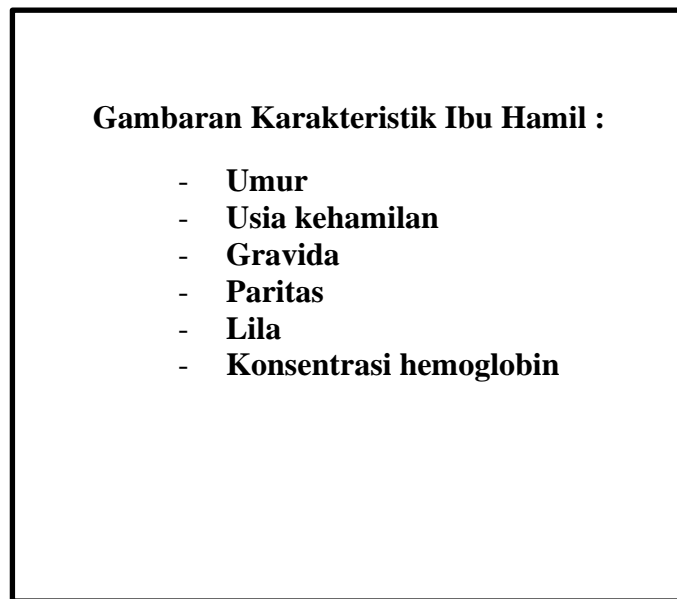 Gambaran Karakteristik Ibu Hamil :
- Umur
- Usia kehamilan
- Gravida
- Paritas
- Lila
- Konsentrasi hemoglobin